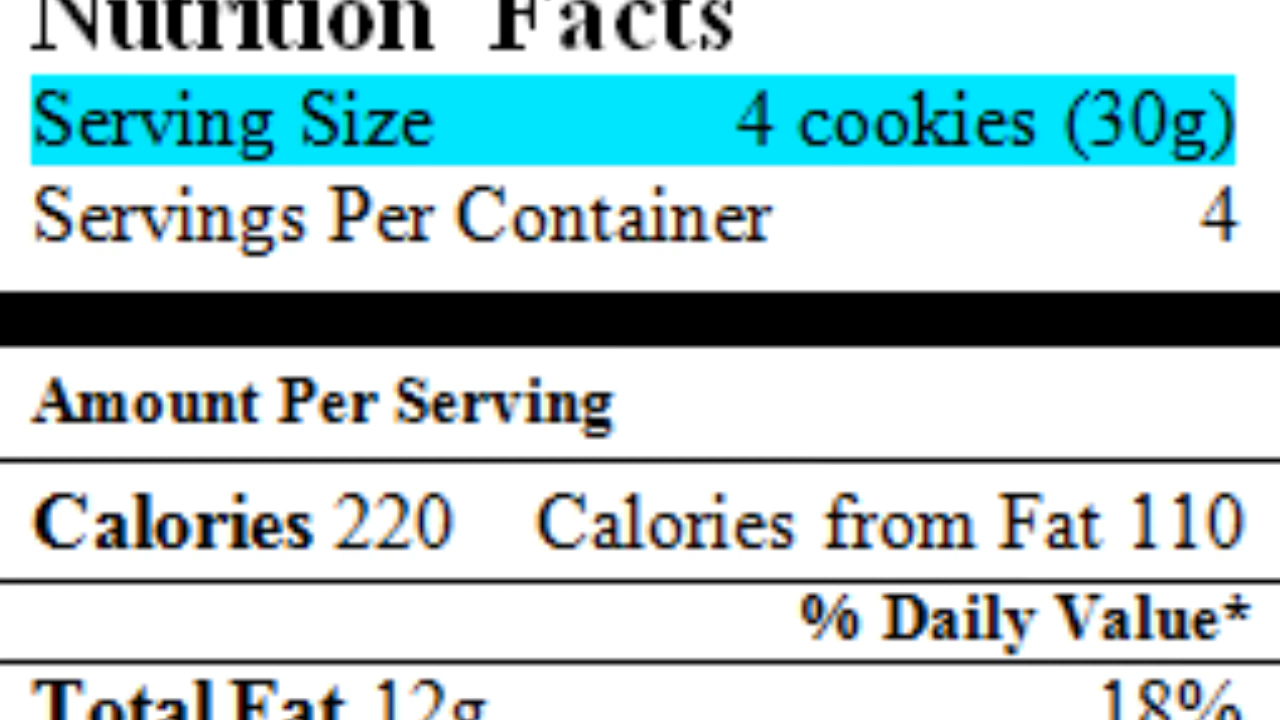 Nutrition Facts
Serving Size 4 cookies (30g)
Servings Per Container 4
Amount Per Serving
Calories 220 Calories from Fat 110
% Daily Value*
Total Fat 12g 18%